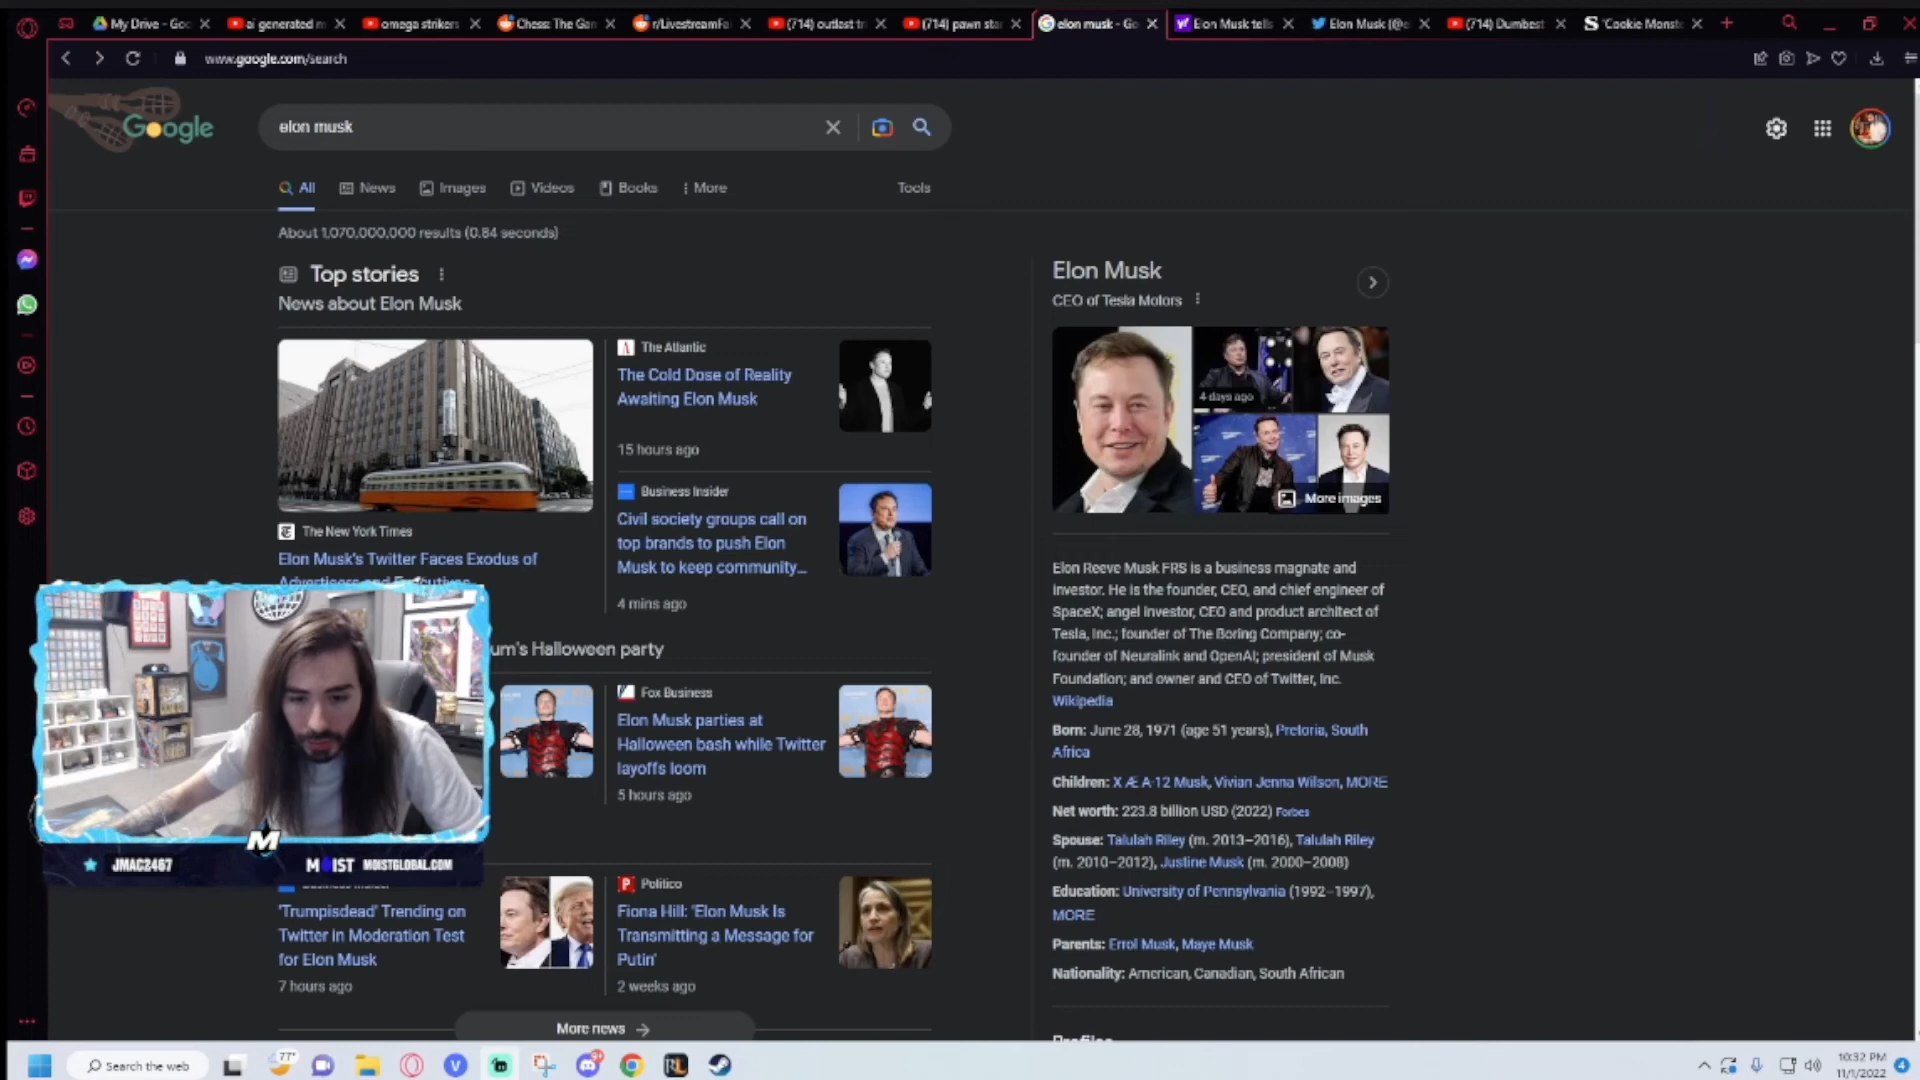 My Drive - Goo
ai generated m
omega strikers
Chess: The Gan
r/LivestreamFa
(714) outlast tr
(714) pawn sta
elon musk - Go
Elon Musk tells
Elon Musk (@e
(714) Dumbest
'Cookie Monst
www.google.com/search
Google
elon musk
All
News
Images
Videos
Books
More
Tools
About 1,070,000,000 results (0.84 seconds)
Top stories
News about Elon Musk
The New York Times
Elon Musk's Twitter Faces Exodus of
Advertisers and Executives
The Atlantic
The Cold Dose of Reality
Awaiting Elon Musk
15 hours ago
Business Insider
Civil society groups call on
top brands to push Elon
Musk to keep community...
4 mins ago
um's Halloween party
Fox Business
Elon Musk parties at
Halloween bash while Twitter
layoffs loom
5 hours ago
'Trumpisdead' Trending on
Twitter in Moderation Test
for Elon Musk
7 hours ago
Politico
Fiona Hill: 'Elon Musk Is
Transmitting a Message for
Putin'
2 weeks ago
More news
Elon Musk
CEO of Tesla Motors
4 days ago
More images
Elon Reeve Musk FRS is a business magnate and
investor. He is the founder, CEO, and chief engineer of
SpaceX; angel investor, CEO and product architect of
Tesla, Inc.; founder of The Boring Company; co-
founder of Neuralink and OpenAI; president of Musk
Foundation; and owner and CEO of Twitter, Inc.
Wikipedia
Born: June 28, 1971 (age 51 years), Pretoria, South
Africa
Children: X Æ A-12 Musk, Vivian Jenna Wilson, MORE
Net worth: 223.8 billion USD (2022) Forbes
Spouse: Talulah Riley (m. 2013–2016), Talulah Riley
(m. 2010–2012), Justine Musk (m. 2000–2008)
Education: University of Pennsylvania (1992–1997),
MORE
Parents: Errol Musk, Maye Musk
Nationality: American, Canadian, South African
Profiles
M
JMAC2467
MOIST
MOISTGLOBAL.COM
Search the web
77°
10:32 PM
11/1/2022
4